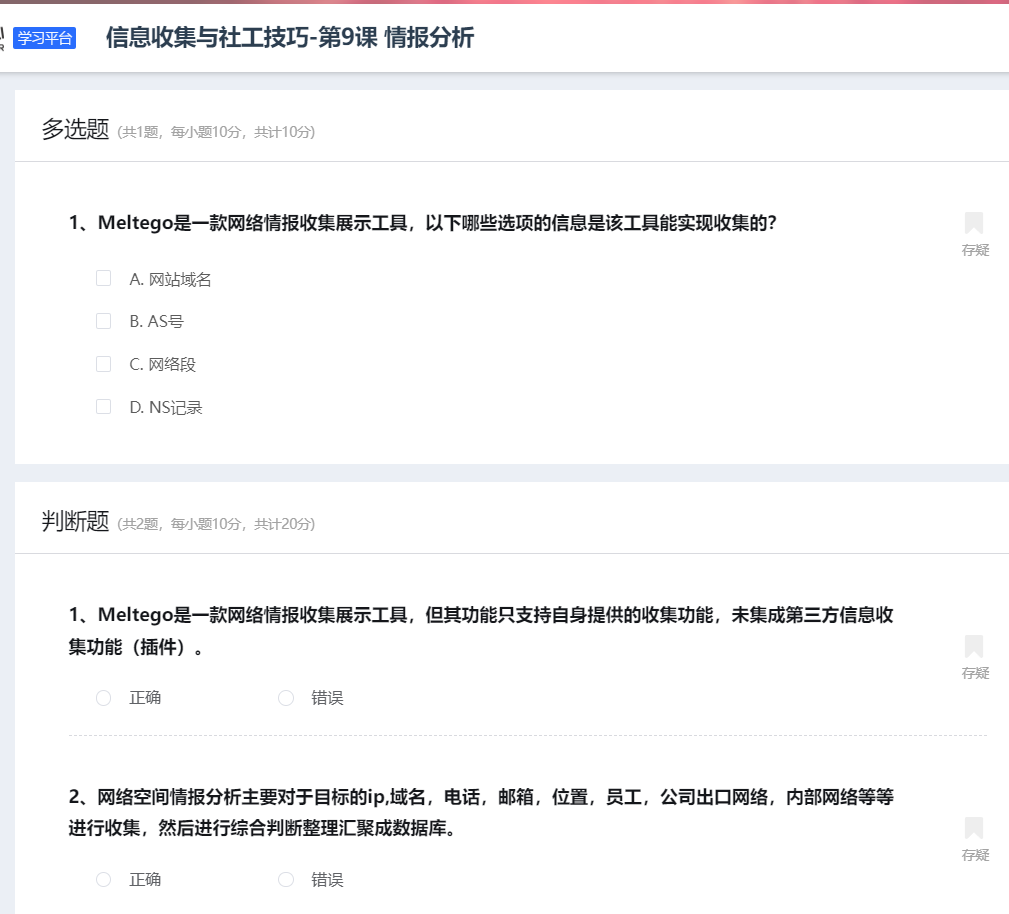 学习平台 信息收集与社工技巧-第9课 情报分析
多选题 (共1题，每小题10分，共计10分)
1、Meltego是一款网络情报收集展示工具，以下哪些选项的信息是该工具能实现收集的?
存疑
A. 网站域名
B. AS号
C. 网络段
D. NS记录
判断题 (共2题，每小题10分，共计20分)
1、Meltego是一款网络情报收集展示工具，但其功能只支持自身提供的收集功能，未集成第三方信息收
集功能（插件）。
存疑
正确 错误
2、网络空间情报分析主要对于目标的ip,域名，电话，邮箱，位置，员工，公司出口网络，内部网络等等
进行收集，然后进行综合判断整理汇聚成数据库。
存疑
正确 错误